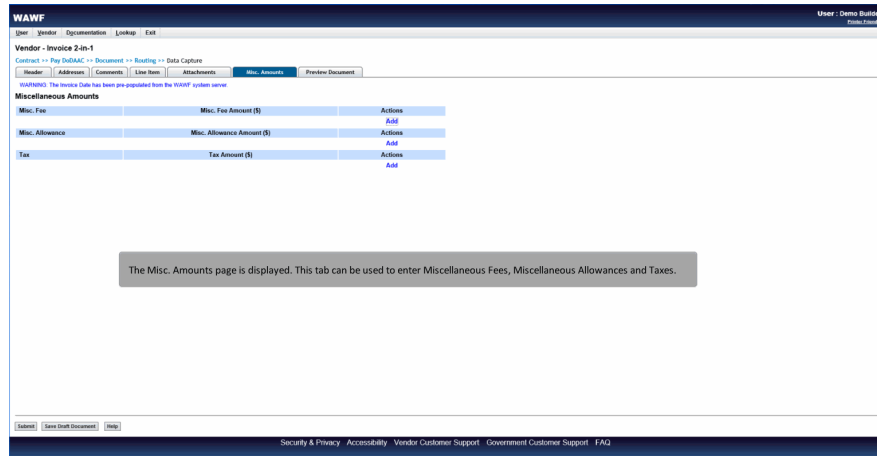 WAWF
User : Demo Builde
Printer Friend
User Vendor Documentation Lookup Exit
Vendor - Invoice 2-in-1
Contract >> Pay DoDAAC >> Document >> Routing >> Data Capture
Header Addresses Comments Line Item Attachments Misc. Amounts Preview Document
WARNING: The Invoice Date has been pre-populated from the WAWF system server.
Miscellaneous Amounts
Misc. Fee Misc. Fee Amount ($) Actions
Add
Misc. Allowance Misc. Allowance Amount ($) Actions
Add
Tax Tax Amount ($) Actions
Add
The Misc. Amounts page is displayed. This tab can be used to enter Miscellaneous Fees, Miscellaneous Allowances and Taxes.
Submit Save Draft Document Help
Security & Privacy Accessibility Vendor Customer Support Government Customer Support FAQ